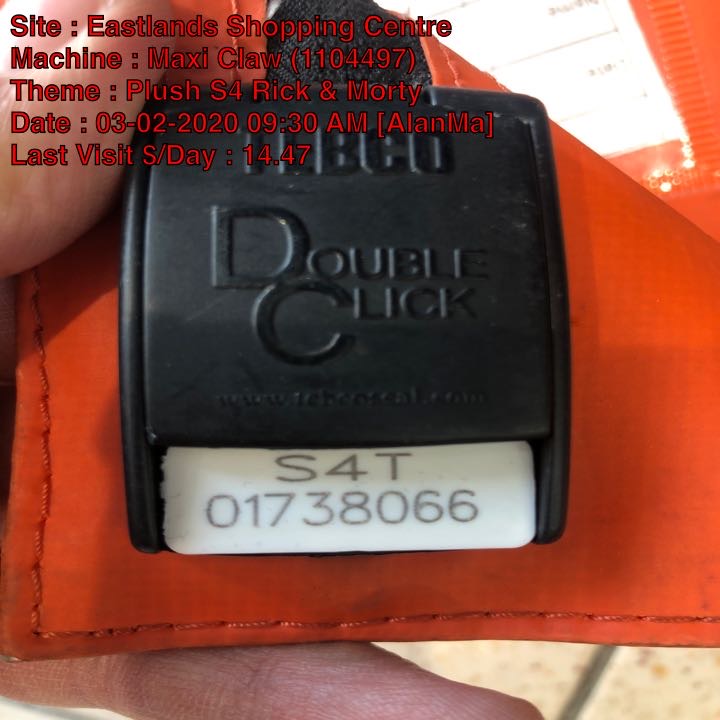 Site : Eastlands Shopping Centre
Machine : Maxi Claw (1104497)
Theme : Plush S4 Rick & Morty
Date : 03-02-2020 09:30 AM [AlanMa]
Last Visit S/Day : 14.47
DOUBLE
CLICK
S4T
01738066